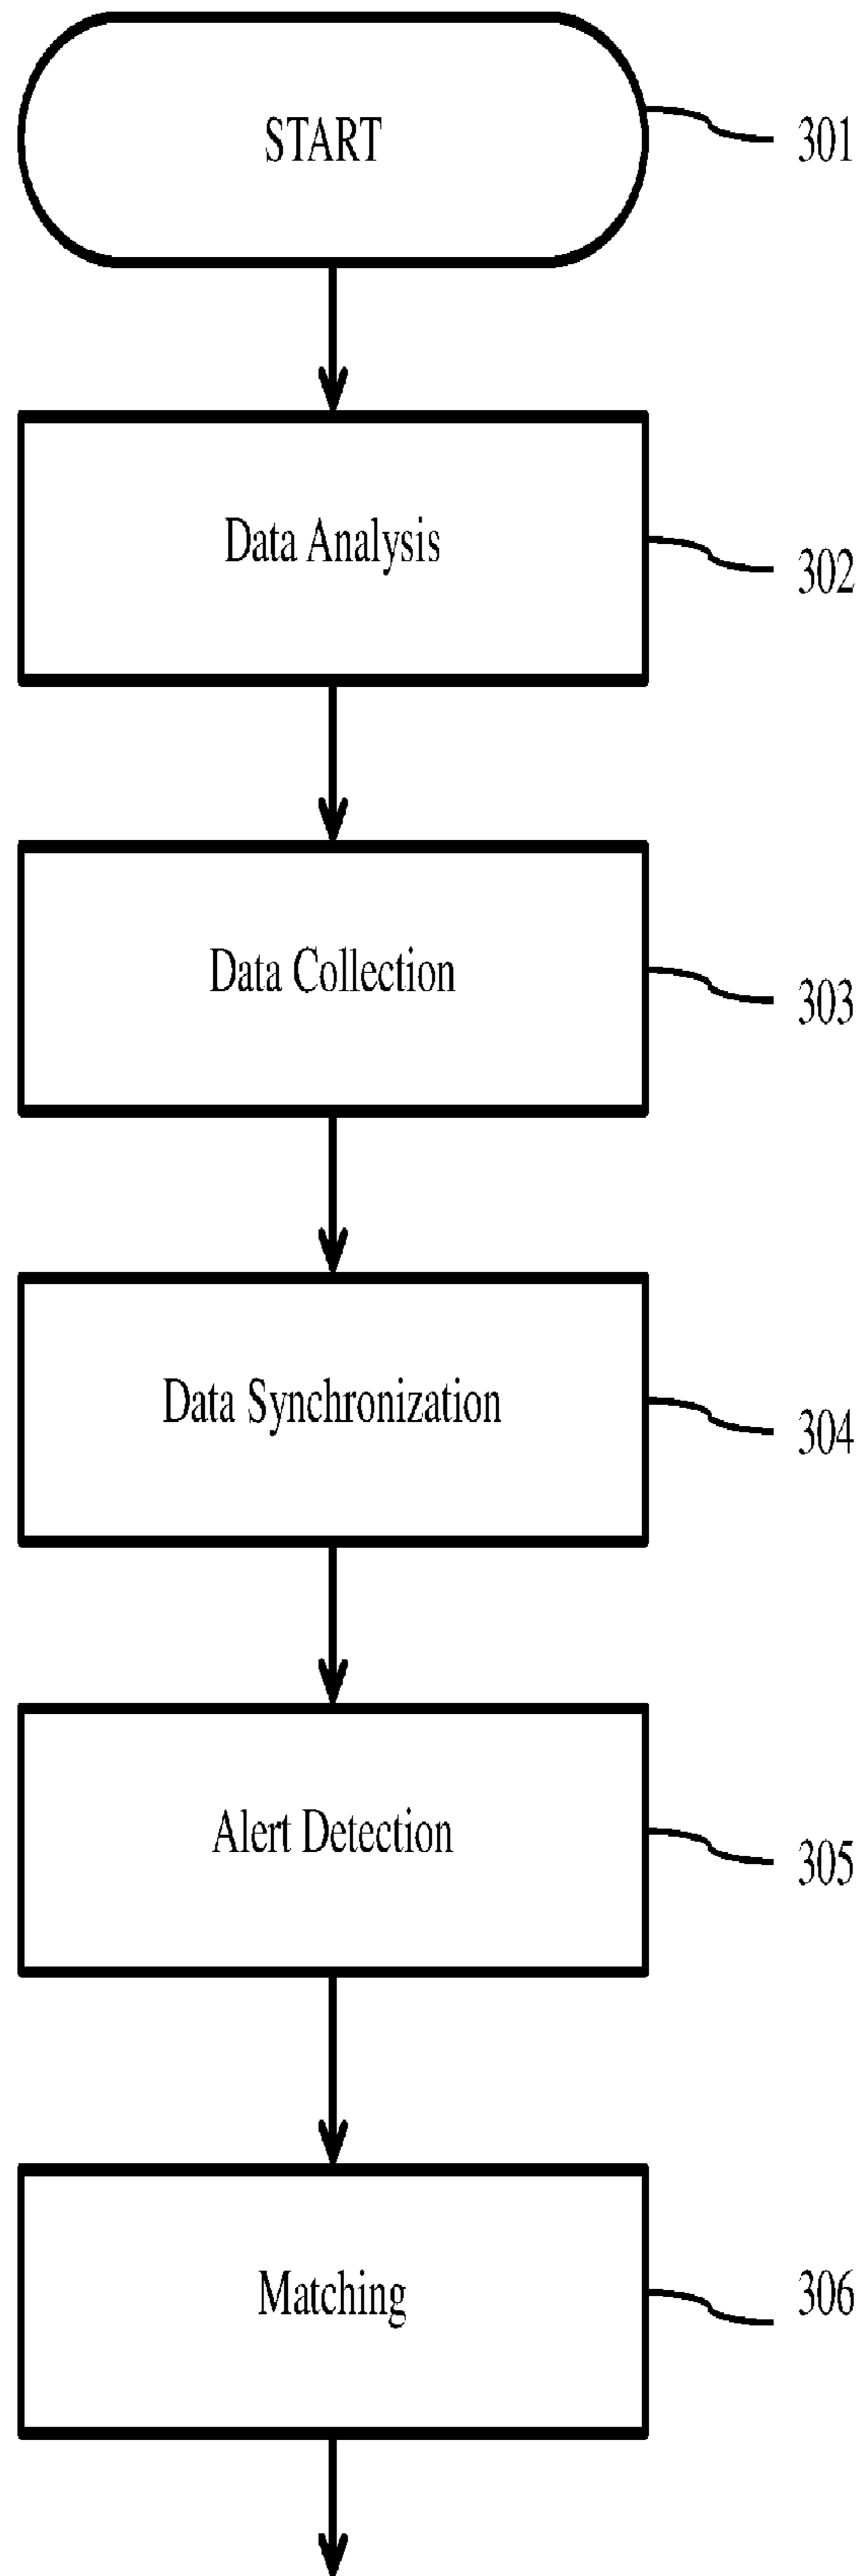 START
301
Data Analysis
302
Data Collection
303
Data Synchronization
304
Alert Detection
305
Matching
306